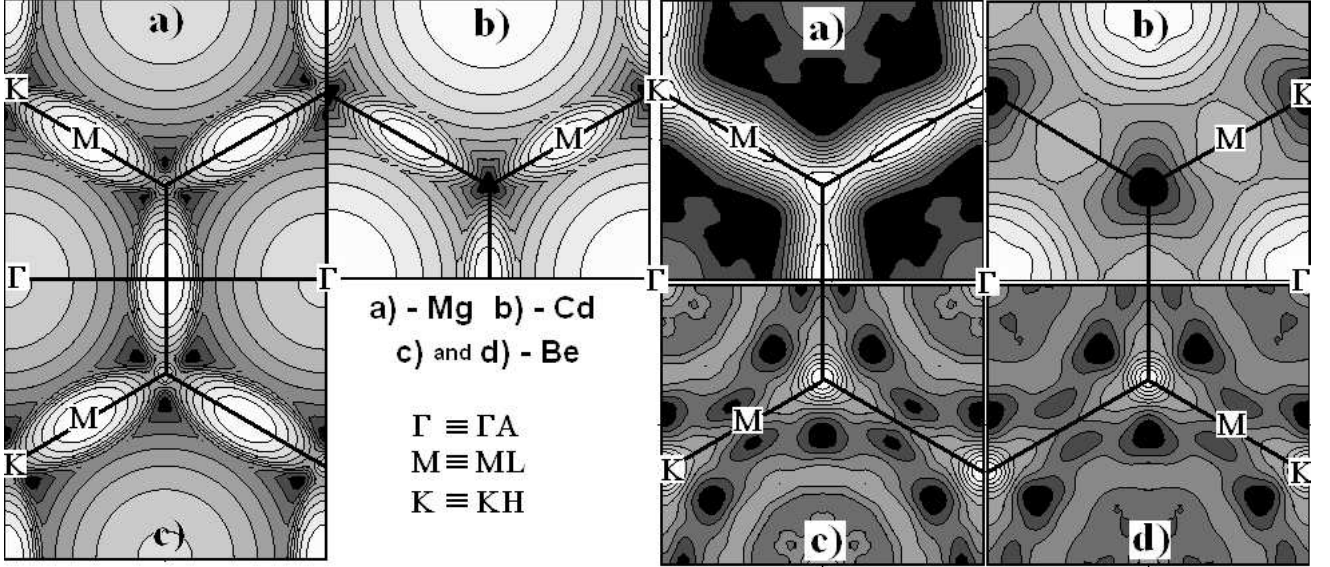 a) b) a) b)
K K K
M M M M
Γ Γ Γ Γ
a) - Mg b) - Cd
c) and d) - Be
Γ ≡ ΓA
M ≡ ML
K ≡ KH
M M M
K K K
c) c) d)